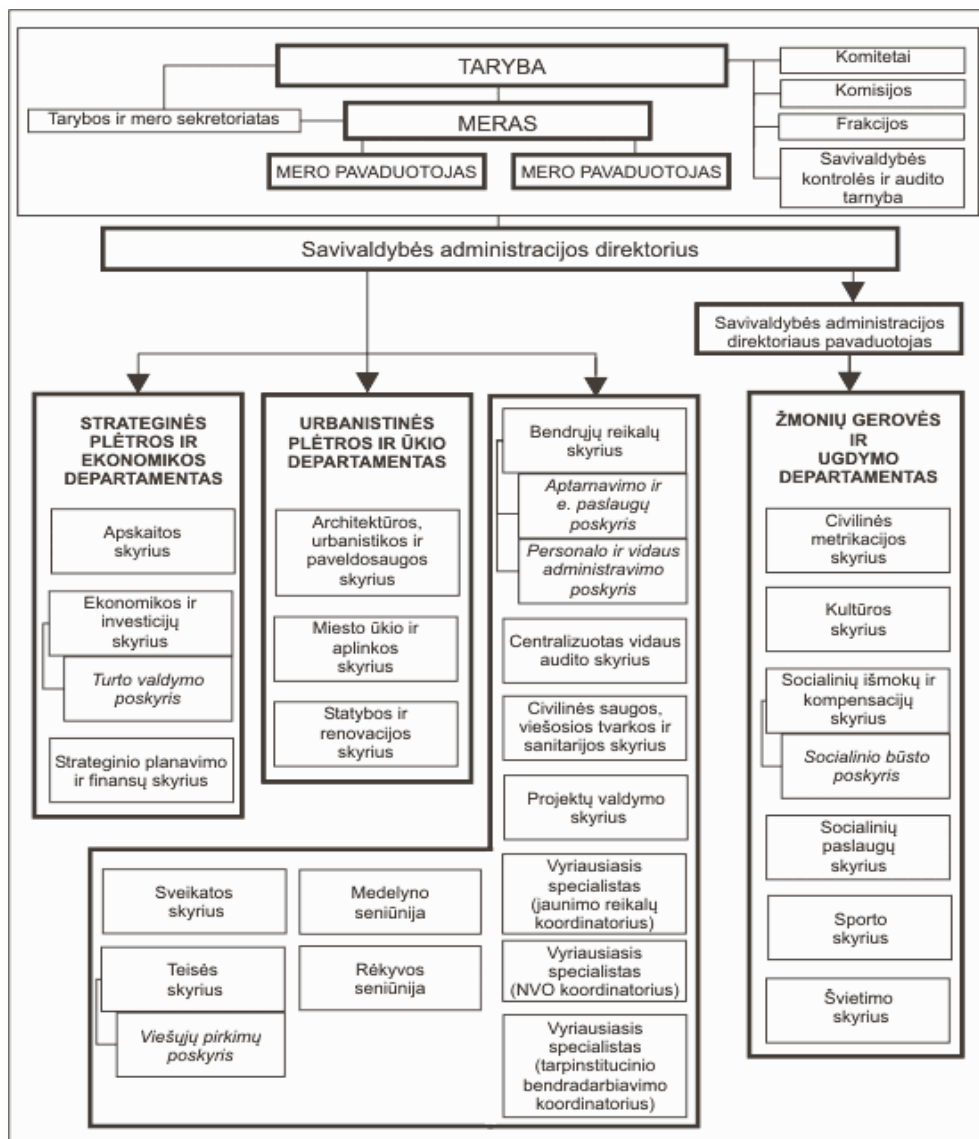 TARYBA
Komitetai
Komisijos
Frakcijos
Savivaldybės
kontrolės ir audito
tarnyba
Tarybos ir mero sekretoriatas
MERAS
MERO PAVADUOTOJAS
MERO PAVADUOTOJAS
Savivaldybės administracijos direktorius
Savivaldybės administracijos
direktoriaus pavaduotojas
STRATEGINĖS
PLĖTROS IR
EKONOMIKOS
DEPARTAMENTAS
Apskaitos
skyrius
Ekonomikos ir
investicijų
skyrius
Turto valdymo
poskyris
Strateginio planavimo
ir finansų skyrius
URBANISTINĖS
PLĖTROS IR ŪKIO
DEPARTAMENTAS
Architektūros,
urbanistikos ir
paveldosaugos
skyrius
Miesto ūkio ir
aplinkos
skyrius
Statybos ir
renovacijos
skyrius
Bendrųjų reikalų
skyrius
Aptarnavimo ir
e. paslaugų
poskyris
Personalo ir vidaus
administravimo
poskyris
Centralizuotas vidaus
audito skyrius
Civilinės saugos,
viešosios tvarkos ir
sanitarijos skyrius
Projektų valdymo
skyrius
Vyriausiasis
specialistas
(jaunimo reikalų
koordinatorius)
Vyriausiasis
specialistas
(NVO koordinatorius)
Vyriausiasis
specialistas
(tarpinstitucinio
bendradarbiavimo
koordinatorius)
Sveikatos
skyrius
Medelyno
seniūnija
Teisės
skyrius
Viešųjų pirkimų
poskyris
Rėkyvos
seniūnija
ŽMONIŲ GEROVĖS
IR
UGDYMO
DEPARTAMENTAS
Civilinės
metrikacijos
skyrius
Kultūros
skyrius
Socialinių išmokų ir
kompensacijų
skyrius
Socialinio būsto
poskyris
Socialinių
paslaugų
skyrius
Sporto
skyrius
Švietimo
skyrius